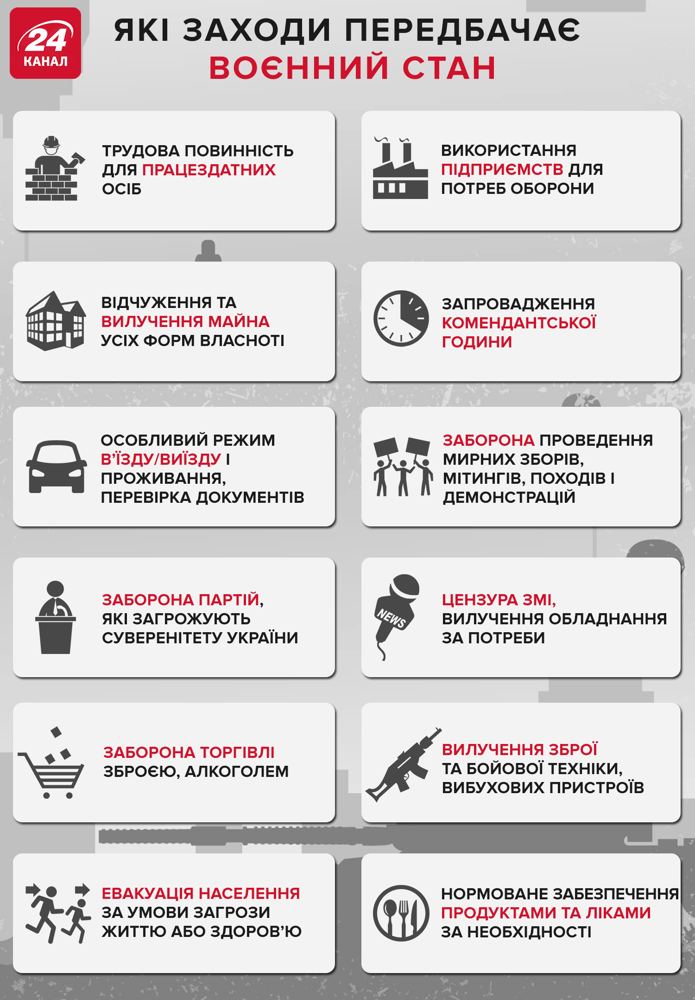 24
КАНАЛ
ЯКІ ЗАХОДИ ПЕРЕДБАЧАЄ
ВОЄННИЙ СТАН
ТРУДОВА ПОВИННІСТЬ
ДЛЯ ПРАЦЕЗДАТНИХ
ОСІБ
ВИКОРИСТАННЯ
ПІДПРИЄМСТВ ДЛЯ
ПОТРЕБ ОБОРОНИ
ВІДЧУЖЕННЯ ТА
ВИЛУЧЕННЯ МАЙНА
УСІХ ФОРМ ВЛАСНОТІ
ЗАПРОВАДЖЕННЯ
КОМЕНДАНТСЬКОЇ
ГОДИНИ
ОСОБЛИВИЙ РЕЖИМ
В’ЇЗДУ/ВИЇЗДУ І
ПРОЖИВАННЯ,
ПЕРЕВІРКА ДОКУМЕНТІВ
ЗАБОРОНА ПРОВЕДЕННЯ
МИРНИХ ЗБОРІВ,
МІТИНГІВ, ПОХОДІВ І
ДЕМОНСТРАЦІЙ
ЗАБОРОНА ПАРТІЙ,
ЯКІ ЗАГРОЖУЮТЬ
СУВЕРЕНІТЕТУ УКРАЇНИ
NEWS
ЦЕНЗУРА ЗМІ,
ВИЛУЧЕННЯ ОБЛАДНАННЯ
ЗА ПОТРЕБИ
ЗАБОРОНА ТОРГІВЛІ
ЗБРОЄЮ, АЛКОГОЛЕМ
ВИЛУЧЕННЯ ЗБРОЇ
ТА БОЙОВОЇ ТЕХНІКИ,
ВИБУХОВИХ ПРИСТРОЇВ
ЕВАКУАЦІЯ НАСЕЛЕННЯ
ЗА УМОВИ ЗАГРОЗИ
ЖИТТЮ АБО ЗДОРОВ’Ю
НОРМОВАНЕ ЗАБЕЗПЕЧЕННЯ
ПРОДУКТАМИ ТА ЛІКАМИ
ЗА НЕОБХІДНОСТІ